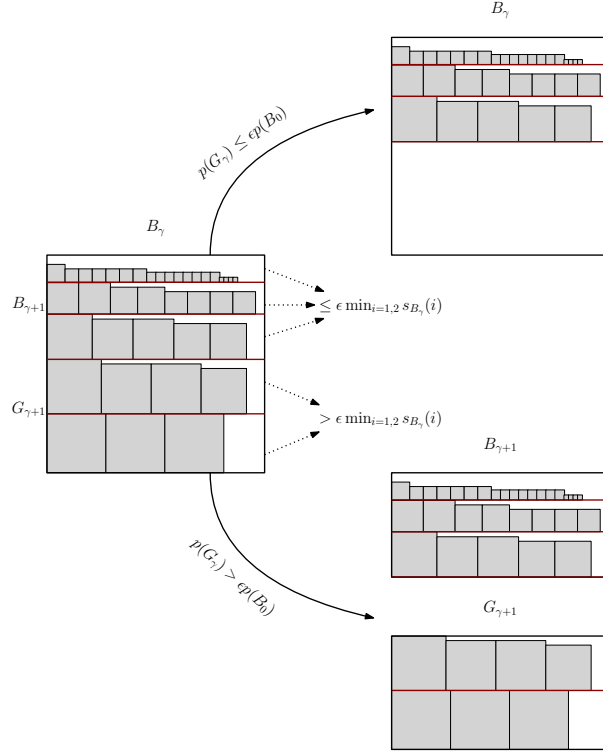 B_γ
p(G_γ) ≤ ϵp(B_0)
B_γ
B_{γ+1}
≤ ϵ min_{i=1,2} s_{B_γ}(i)
G_{γ+1}
> ϵ min_{i=1,2} s_{B_γ}(i)
B_{γ+1}
p(G_γ) > ϵp(B_0)
G_{γ+1}